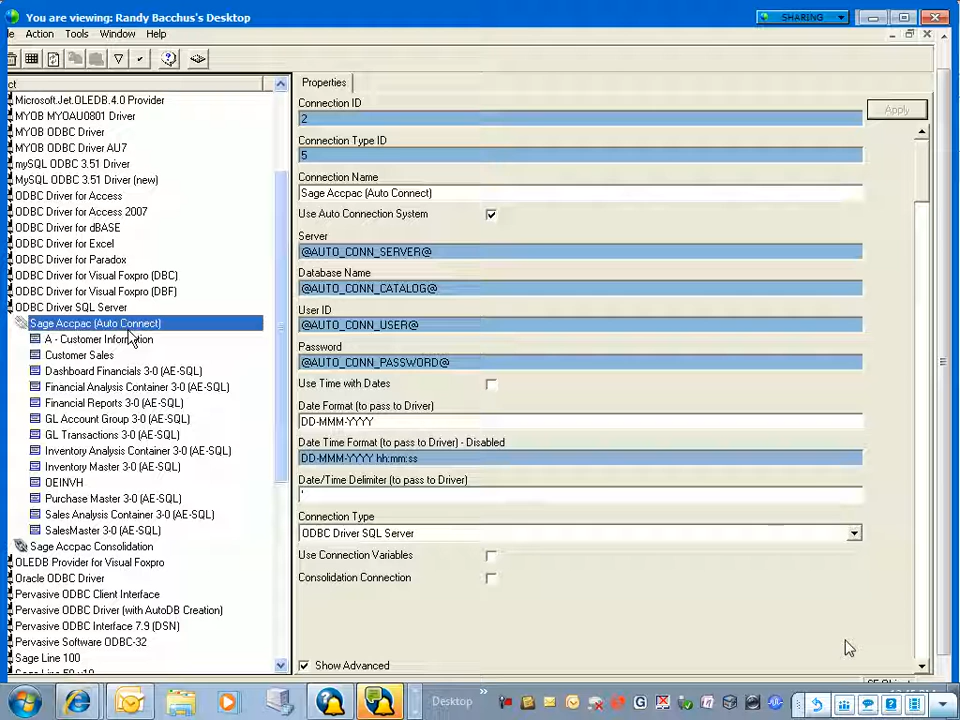 You are viewing: Randy Bacchus's Desktop
SHARING
Action Tools Window Help
ct
Microsoft.Jet.OLEDB.4.0 Provider
MYOB MYOAU0801 Driver
MYOB ODBC Driver
MYOB ODBC Driver AU7
mySQL ODBC 3.51 Driver
MySQL ODBC 3.51 Driver (new)
ODBC Driver for Access
ODBC Driver for Access 2007
ODBC Driver for dBASE
ODBC Driver for Excel
ODBC Driver for Paradox
ODBC Driver for Visual Foxpro (DBC)
ODBC Driver for Visual Foxpro (DBF)
ODBC Driver SQL Server
Sage Accpac (Auto Connect)
A - Customer Information
Customer Sales
Dashboard Financials 3-0 (AE-SQL)
Financial Analysis Container 3-0 (AE-SQL)
Financial Reports 3-0 (AE-SQL)
GL Account Group 3-0 (AE-SQL)
GL Transactions 3-0 (AE-SQL)
Inventory Analysis Container 3-0 (AE-SQL)
Inventory Master 3-0 (AE-SQL)
OEINVH
Purchase Master 3-0 (AE-SQL)
Sales Analysis Container 3-0 (AE-SQL)
SalesMaster 3-0 (AE-SQL)
Sage Accpac Consolidation
OLEDB Provider for Visual Foxpro
Oracle ODBC Driver
Pervasive ODBC Client Interface
Pervasive ODBC Driver (with AutoDB Creation)
Pervasive ODBC Interface 7.9 (DSN)
Pervasive Software ODBC-32
Sage Line 100
Properties
Apply
Connection ID
2
Connection Type ID
5
Connection Name
Sage Accpac (Auto Connect)
Use Auto Connection System
Server
@AUTO_CONN_SERVER@
Database Name
@AUTO_CONN_CATALOG@
User ID
@AUTO_CONN_USER@
Password
@AUTO_CONN_PASSWORD@
Use Time with Dates
Date Format (to pass to Driver)
DD-MMM-YYYY
Date Time Format (to pass to Driver) - Disabled
DD-MMM-YYYY hh:mm:ss
Date/Time Delimiter (to pass to Driver)
'
Connection Type
ODBC Driver SQL Server
Use Connection Variables
Consolidation Connection
Show Advanced
Desktop